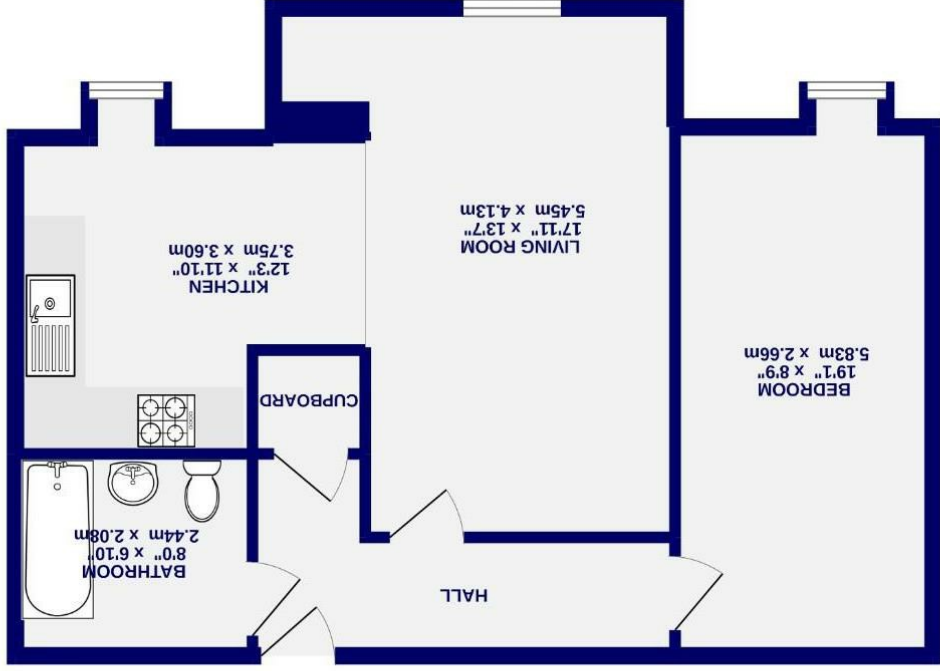 HALL
BATHROOM
8'0" x 6'10"
2.44m x 2.08m
CUPBOARD
BEDROOM
19'1" x 8'9"
5.83m x 2.66m
KITCHEN
12'3" x 11'10"
3.75m x 3.60m
LIVING ROOM
17'11" x 13'7"
5.45m x 4.13m